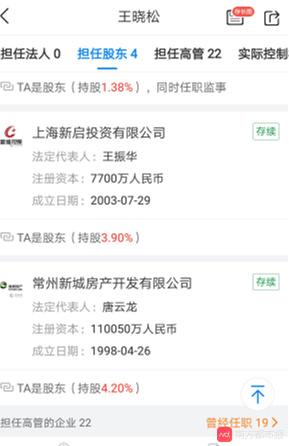 王晓松
担任法人 0 担任股东 4 担任高管 22 实际控制
TA是股东（持股1.38%），同时任职监事
上海新启投资有限公司 存续
法定代表人：王振华
注册资本：7700万人民币
成立日期：2003-07-29
TA是股东（持股3.90%）
常州新城房产开发有限公司 存续
法定代表人：唐云龙
注册资本：110050万人民币
成立日期：1998-04-26
TA是股东（持股4.20%）
担任高管的企业 22 曾经任职 19
南方都市报